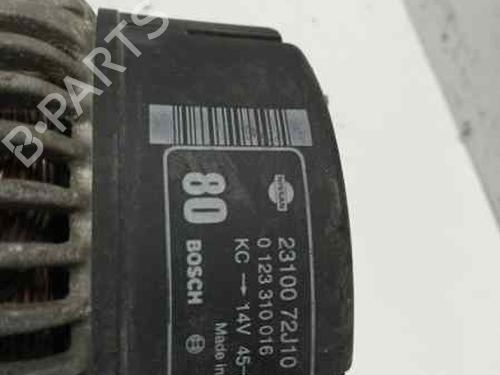 B-PARTS
80
NISSAN
BOSCH
23100 72J10
0 123 310 016
KC → 14V 45-
Made in